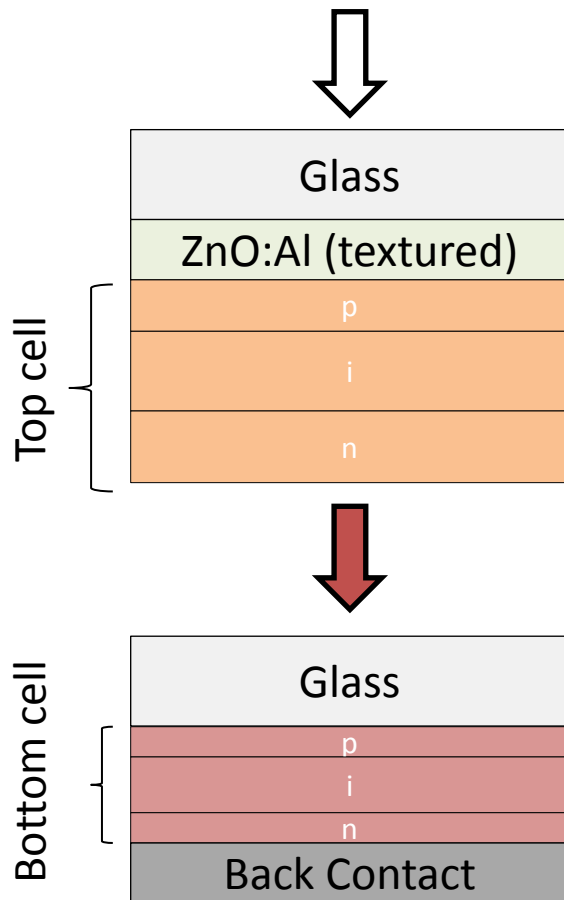 Glass
ZnO:Al (textured)
Top cell
p
i
n
Glass
Bottom cell
p
i
n
Back Contact